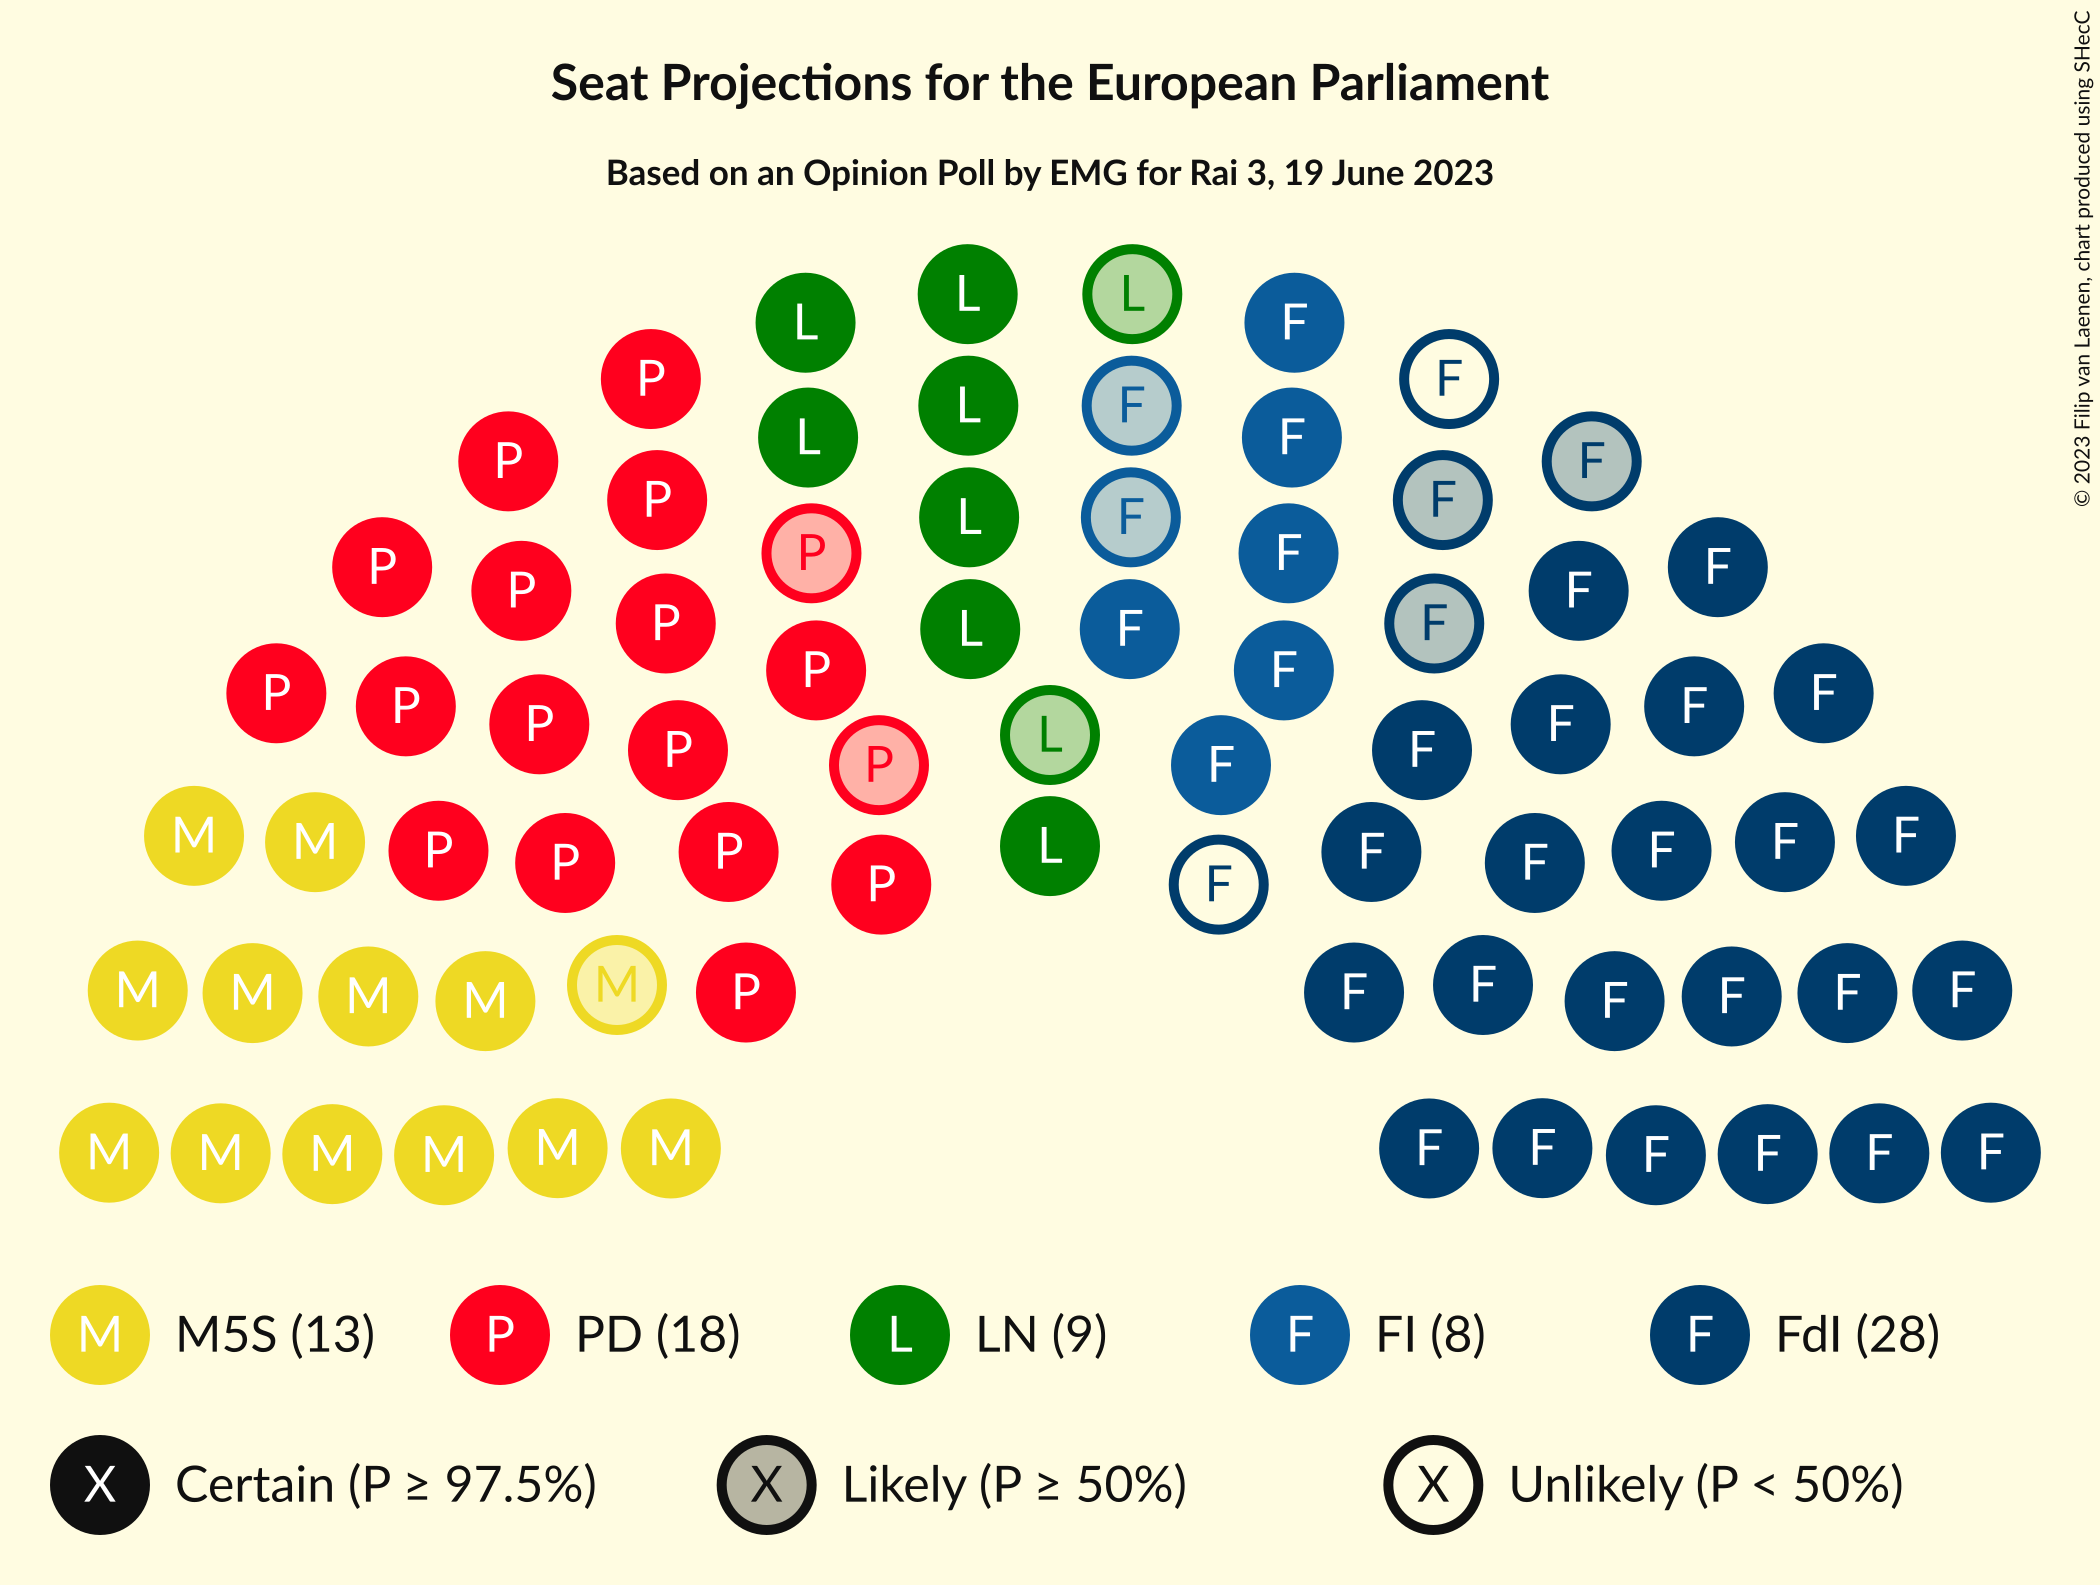 Seat Projections for the European Parliament
Based on an Opinion Poll by EMG for Rai 3, 19 June 2023
© 2023 Filip van Laenen, chart produced using SHecC
L L L F
L L F F
P F
P F F
P L F F
P F
P P F F
P P F F
P L F F
P F
P P F F
P P P P F F F F
P L F
P F
M M P P P P L F F F F F F
M M M M M P F F F F F F
M M M M M M F F F F F F
M M5S (13) P PD (18) L LN (9) F FI (8) F FdI (28)
X Certain (P ≥ 97.5%) X Likely (P ≥ 50%) X Unlikely (P < 50%)